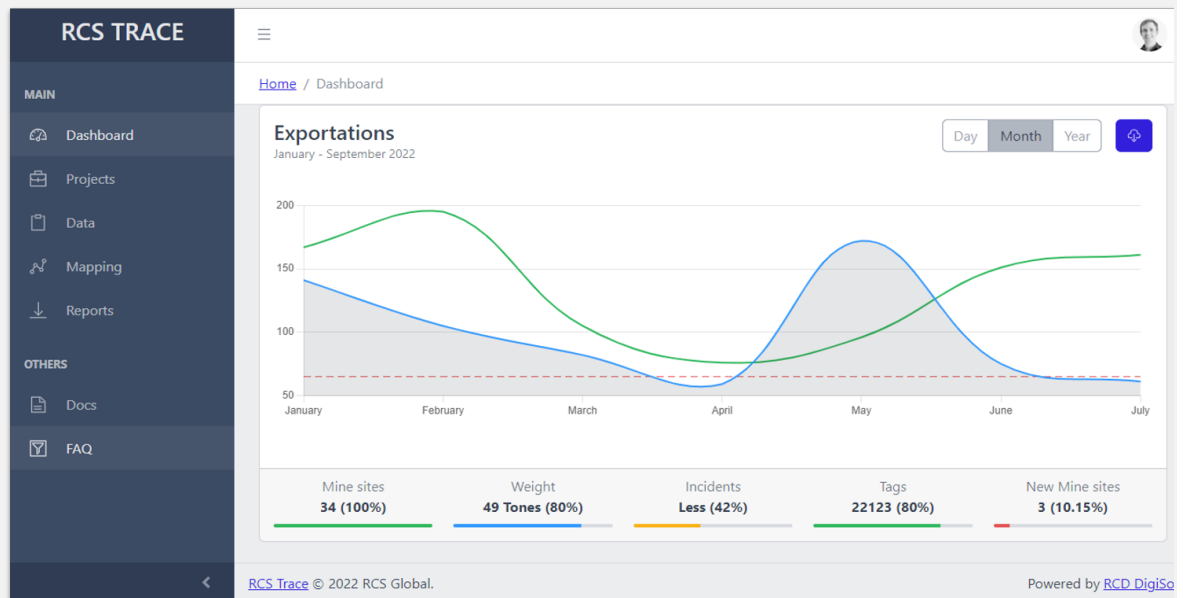 RCS TRACE
MAIN
Dashboard
Projects
Data
Mapping
Reports
OTHERS
Docs
FAQ
Home / Dashboard
Exportations
January - September 2022
Day Month Year
200
150
100
50
January February March April May June July
Mine sites
34 (100%)
Weight
49 Tones (80%)
Incidents
Less (42%)
Tags
22123 (80%)
New Mine sites
3 (10.15%)
RCS Trace © 2022 RCS Global.
Powered by RCD DigiSo